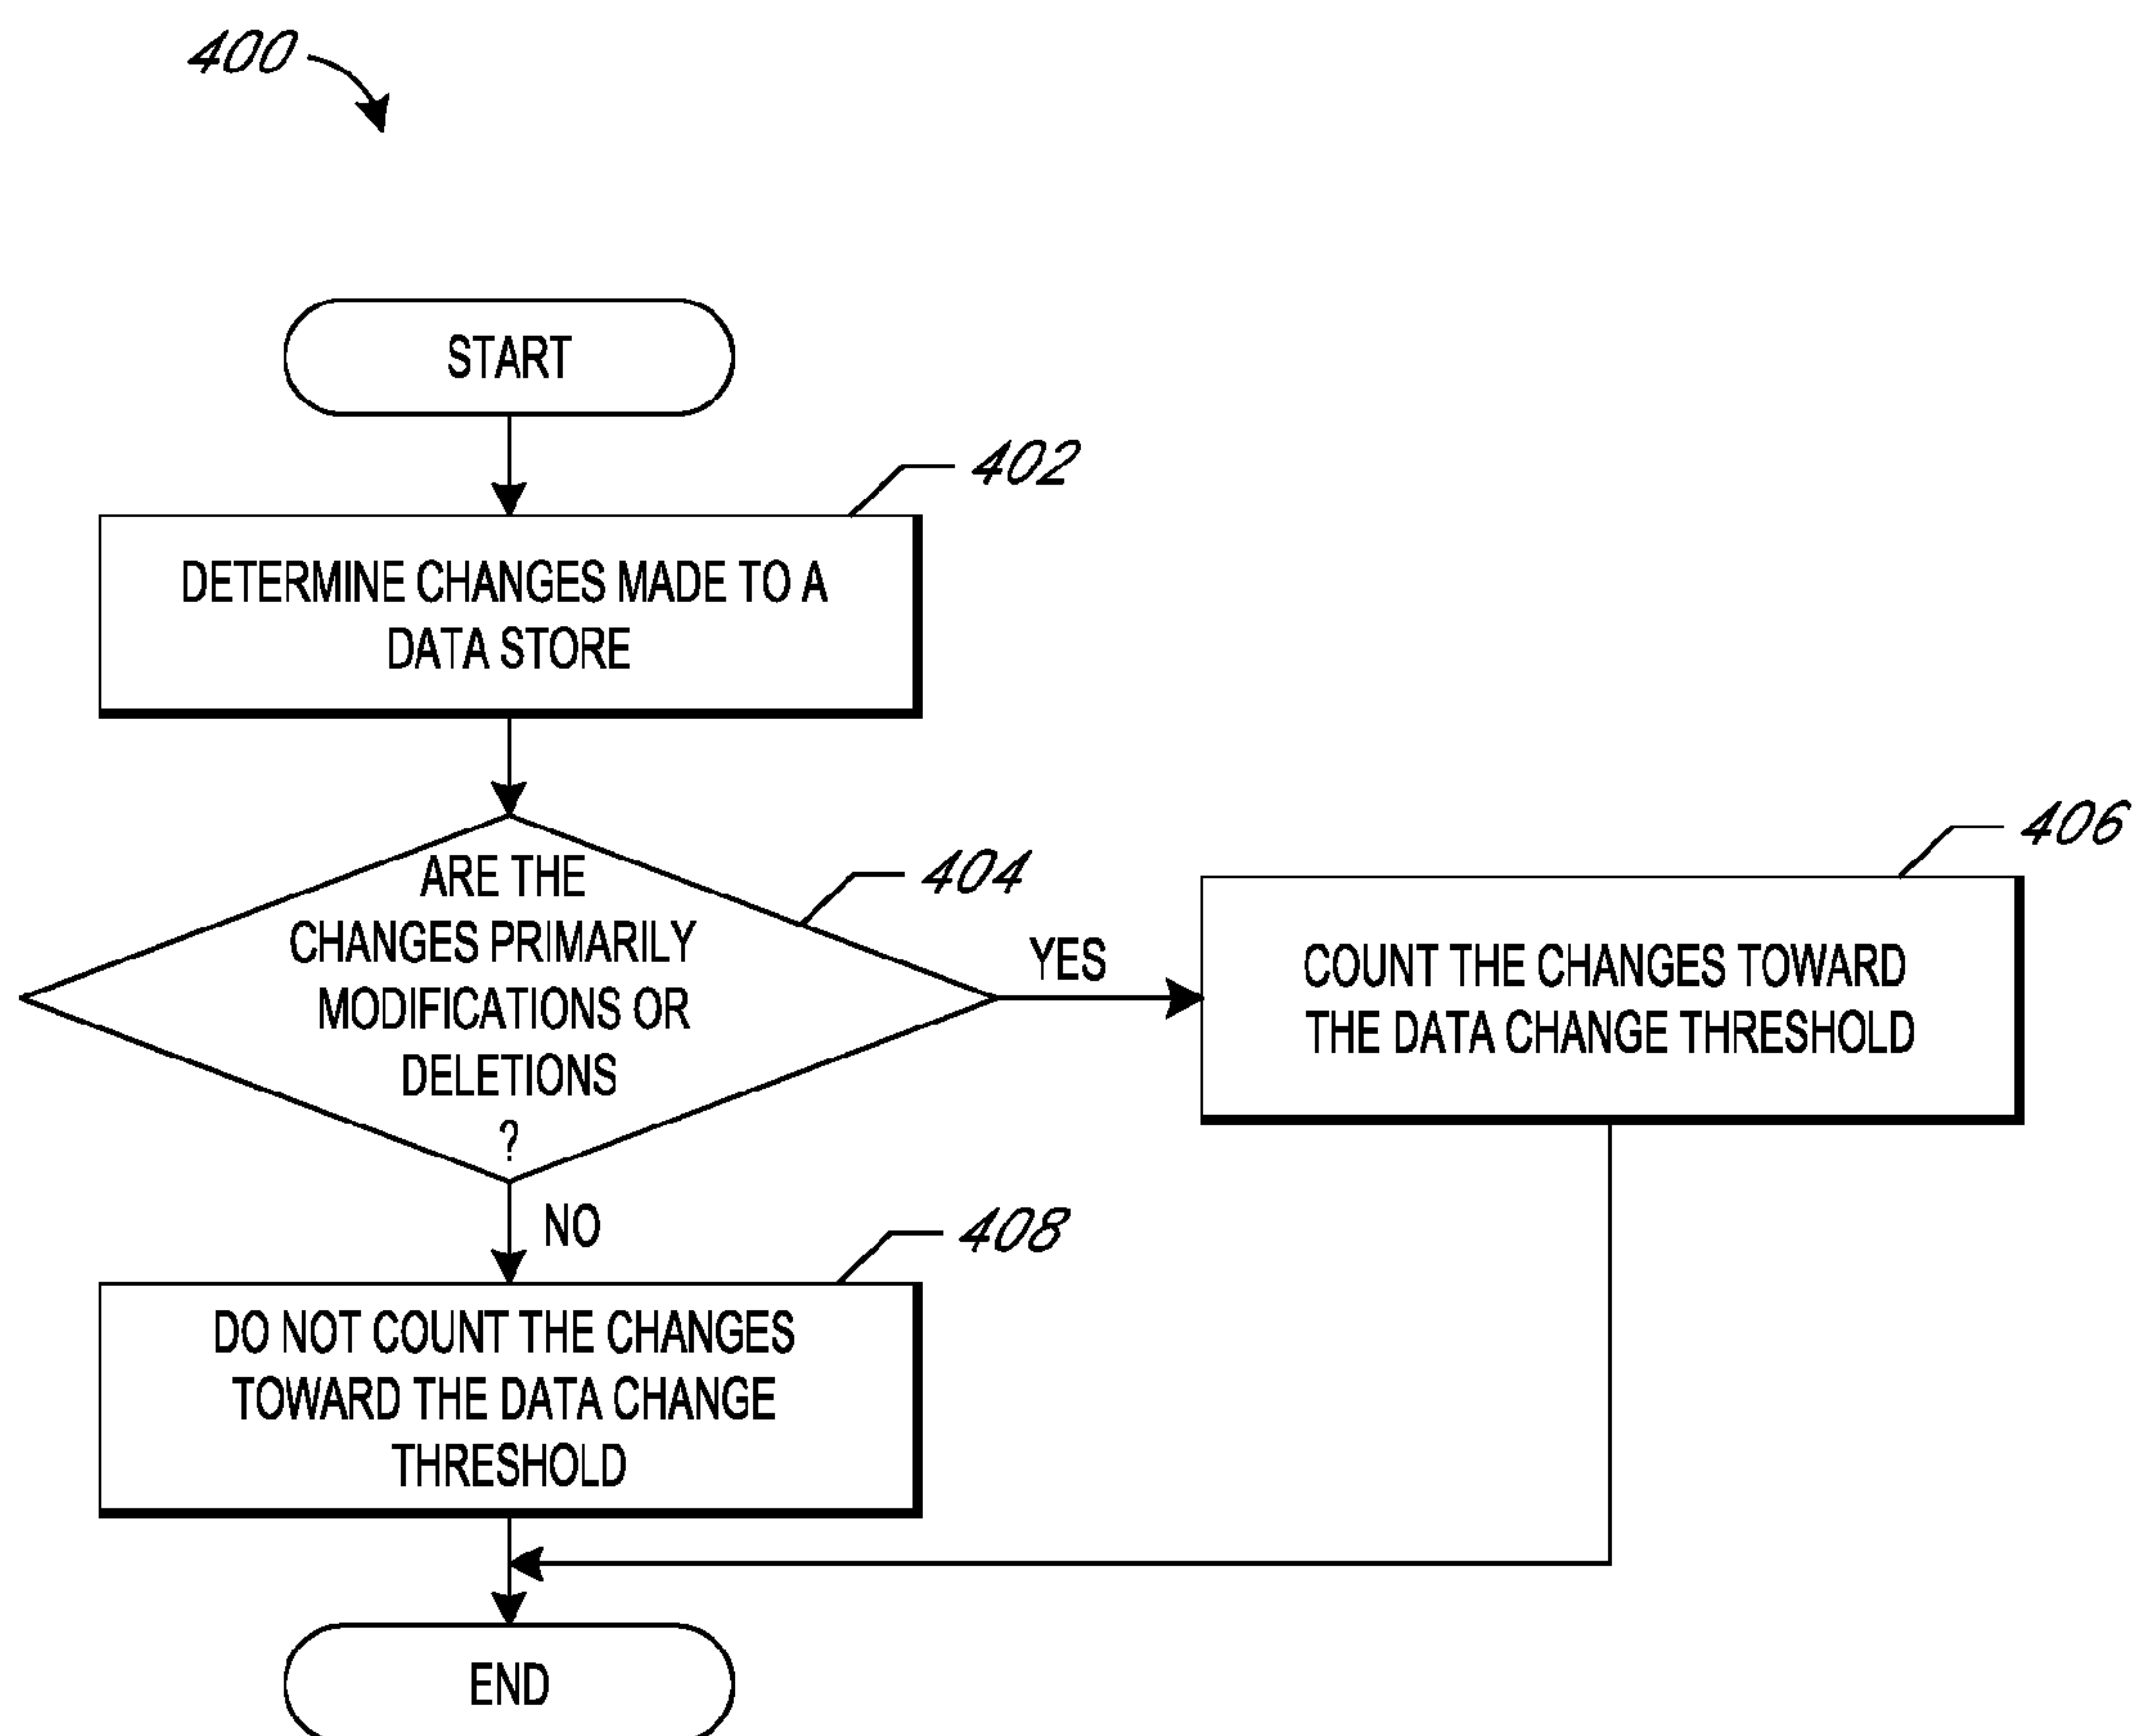 400
START
402
DETERMINE CHANGES MADE TO A
DATA STORE
404
ARE THE
CHANGES PRIMARILY
MODIFICATIONS OR
DELETIONS
?
YES
406
COUNT THE CHANGES TOWARD
THE DATA CHANGE THRESHOLD
NO
408
DO NOT COUNT THE CHANGES
TOWARD THE DATA CHANGE
THRESHOLD
END